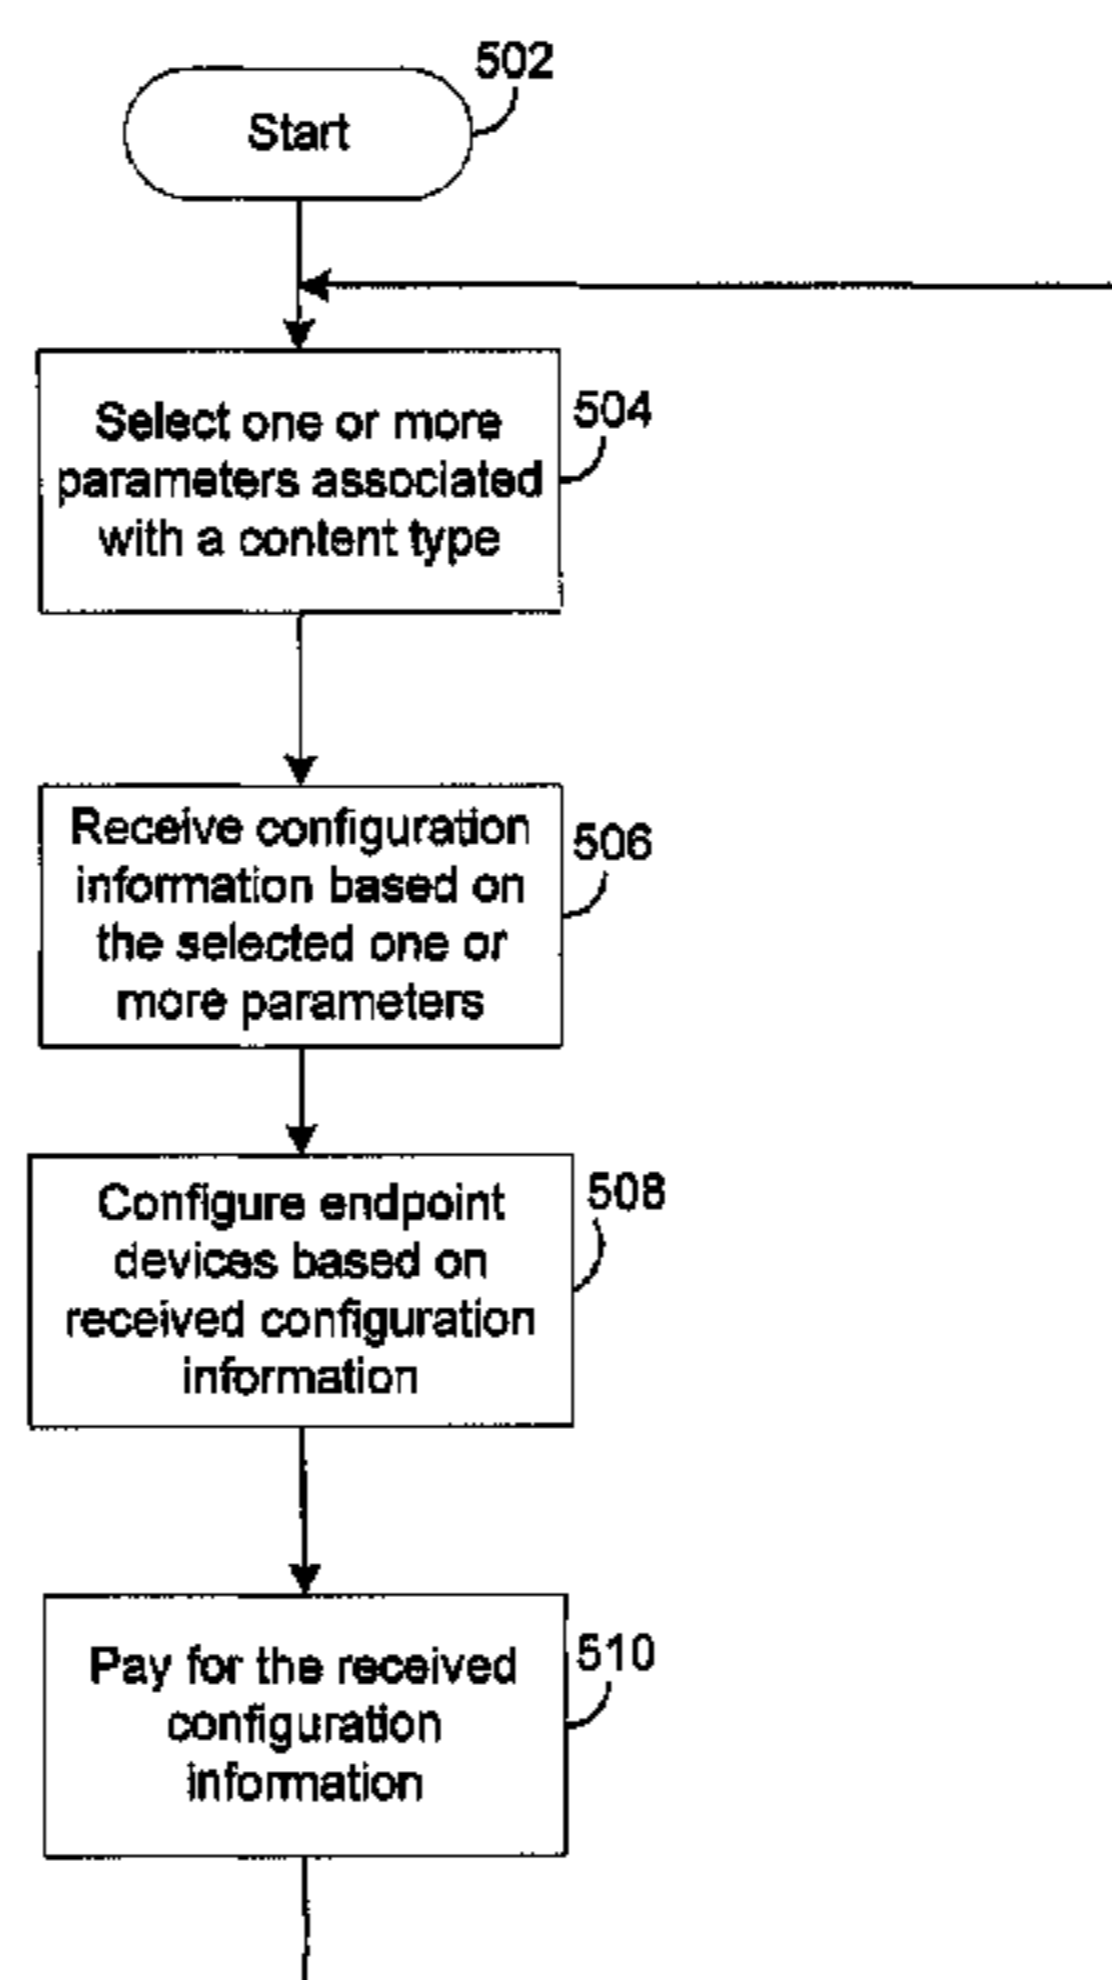 502
Start
504
Select one or more
parameters associated
with a content type
506
Receive configuration
information based on
the selected one or
more parameters
508
Configure endpoint
devices based on
received configuration
information
510
Pay for the received
configuration
information